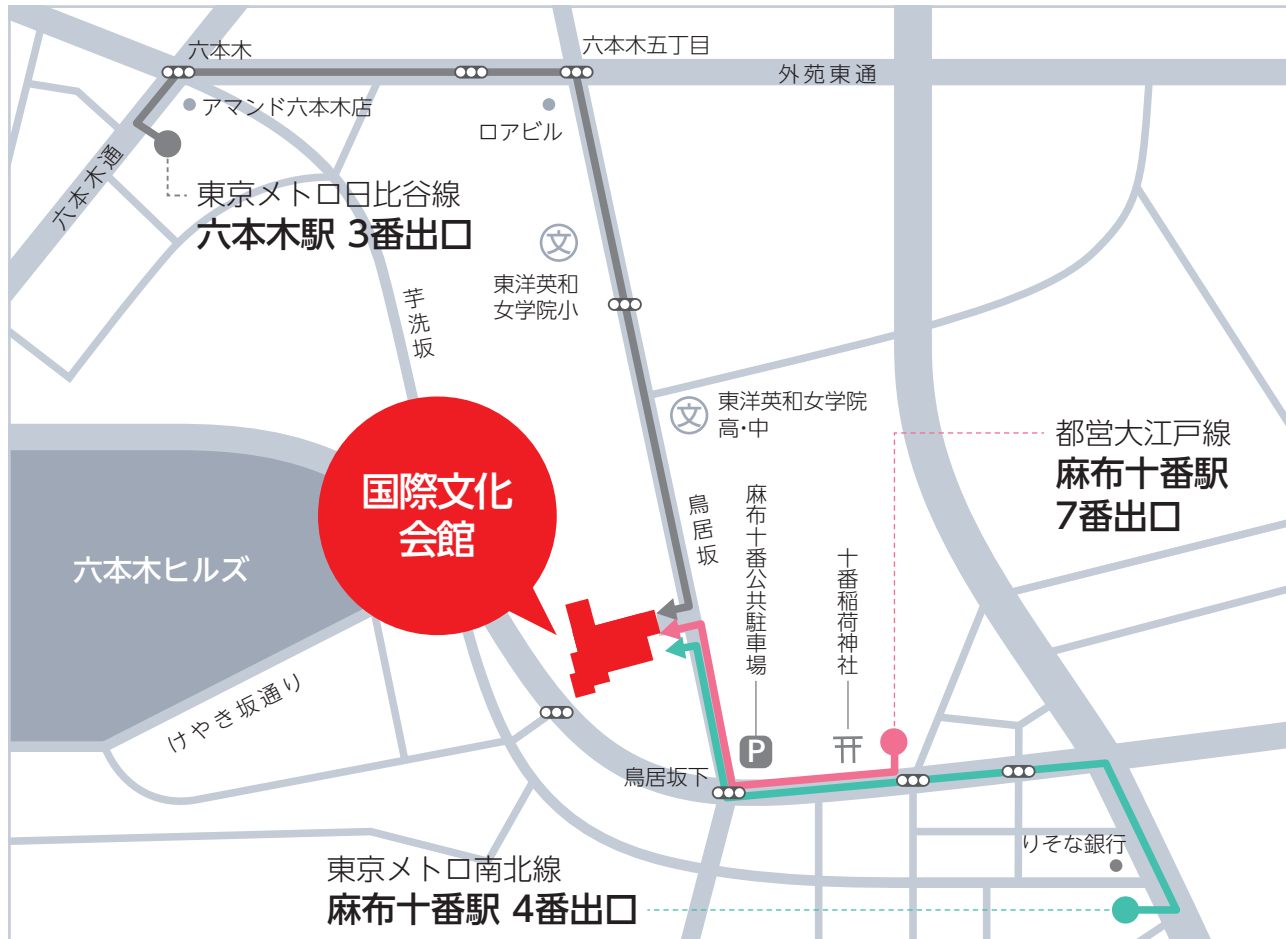 六本木
六本木五丁目
外苑東通
アマンド六本木店
ロアビル
六本木通
東京メトロ日比谷線
六本木駅 3番出口
文
東洋英和
女学院小
芋洗坂
文
東洋英和女学院
高・中
都営大江戸線
麻布十番駅
7番出口
国際文化
会館
鳥居坂
麻布十番公共駐車場
十番稲荷神社
六本木ヒルズ
けやき坂通り
P
鳥居坂下
りそな銀行
東京メトロ南北線
麻布十番駅 4番出口